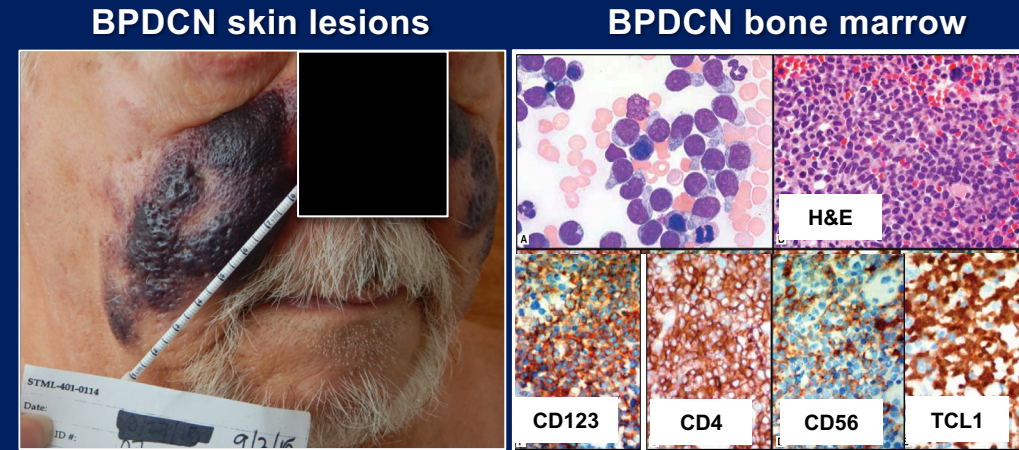 BPDCN skin lesions
BPDCN bone marrow
STML-401-0114
Date:
ID #:
9/2/15
A
H&E
CD123
CD4
CD56
TCL1